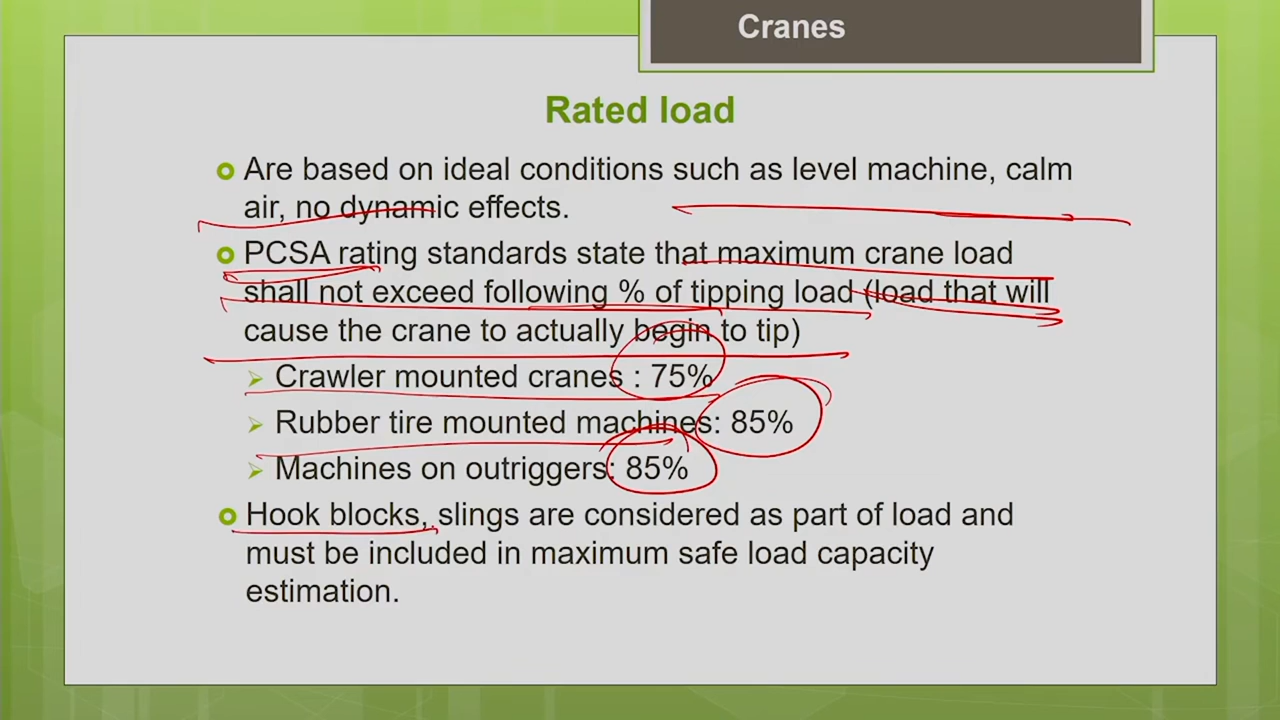 Cranes
Rated load
Are based on ideal conditions such as level machine, calm
air, no dynamic effects.
PCSA rating standards state that maximum crane load
shall not exceed following % of tipping load (load that will
cause the crane to actually begin to tip)
Crawler mounted cranes : 75%
Rubber tire mounted machines: 85%
Machines on outriggers: 85%
Hook blocks, slings are considered as part of load and
must be included in maximum safe load capacity
estimation.